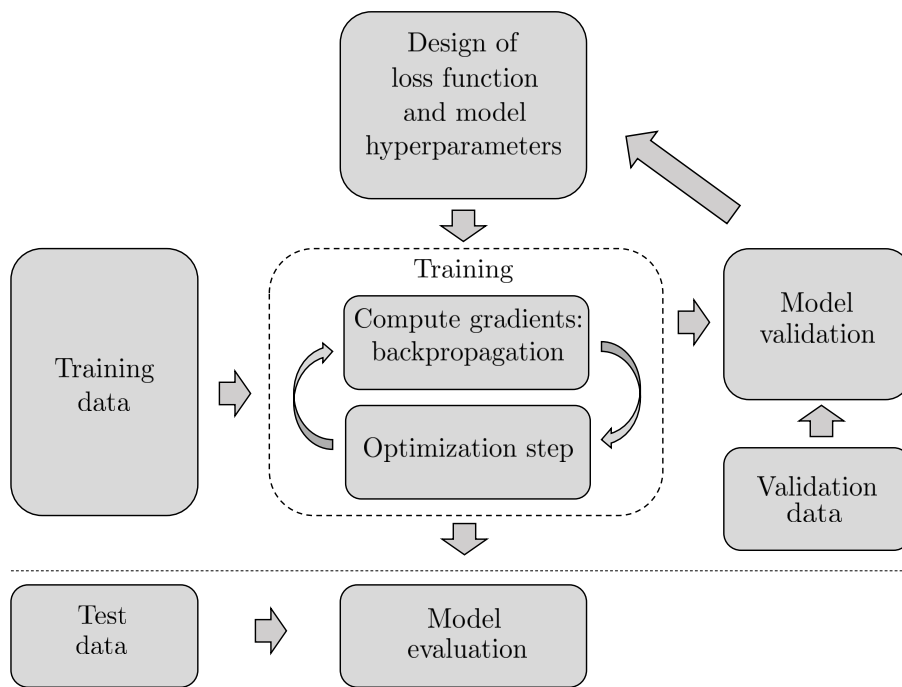 Design of
loss function
and model
hyperparameters
Training
Compute gradients:
backpropagation
Optimization step
Training
data
Model
validation
Validation
data
Test
data
Model
evaluation